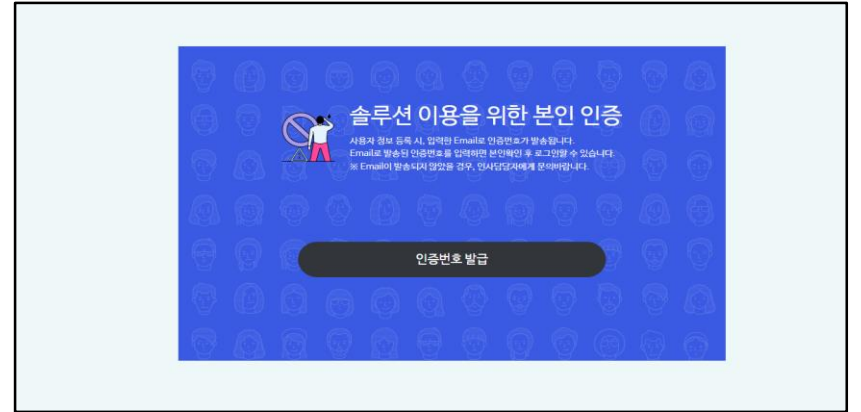 솔루션 이용을 위한 본인 인증
사용자 정보 등록 시, 입력한 Email로 인증번호가 발송됩니다.
Email로 발송된 인증번호를 입력하면 본인확인 후 로그인할 수 있습니다.
※ Email이 발송되지 않았을 경우, 인사담당자에게 문의바랍니다.
인증번호 발급